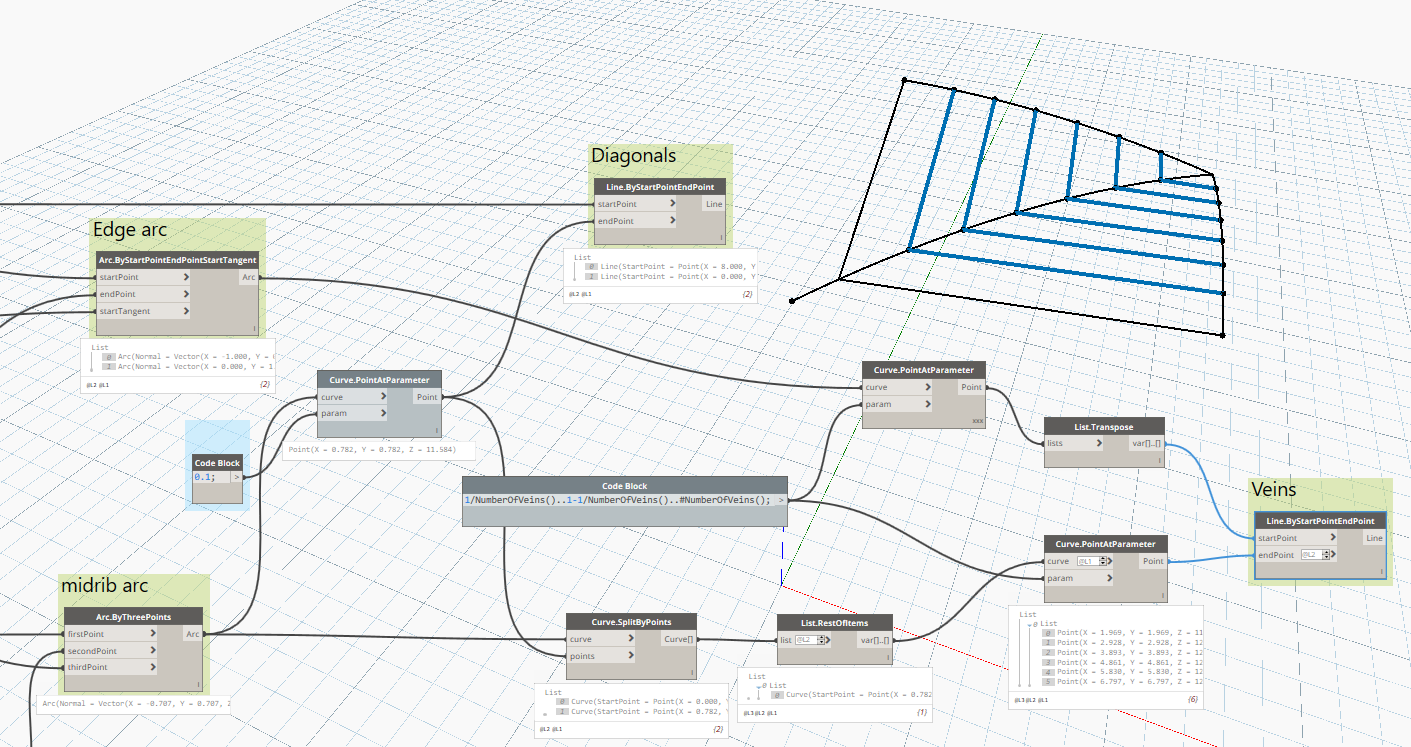 Diagonals
Line.ByStartPointEndPoint
startPoint > Line
endPoint >
l
List
0 Line(StartPoint = Point(X = 8.000, Y
1 Line(StartPoint = Point(X = 0.000, Y
@L2 @L1 {2}
Edge arc
Arc.ByStartPointEndPointStartTangent
startPoint > Arc
endPoint >
startTangent >
l
List
0 Arc(Normal = Vector(X = -1.000, Y =
1 Arc(Normal = Vector(X = 0.000, Y = 1
@L2 @L1 {2}
Curve.PointAtParameter
curve > Point
param >
l
Point(X = 0.782, Y = 0.782, Z = 11.584)
Code Block
0.1; >
Curve.PointAtParameter
curve > Point
param >
xxx
List.Transpose
lists > var[]..[]
l
Code Block
1/NumberOfVeins()..1-1/NumberOfVeins()..#NumberOfVeins(); >
Veins
Line.ByStartPointEndPoint
startPoint > Line
endPoint @L2 >
l
Curve.PointAtParameter
curve @L1 > Point
param >
l
List
0 List
0 Point(X = 1.969, Y = 1.969, Z = 11
1 Point(X = 2.928, Y = 2.928, Z = 12
2 Point(X = 3.893, Y = 3.893, Z = 12
3 Point(X = 4.861, Y = 4.861, Z = 12
4 Point(X = 5.830, Y = 5.830, Z = 12
5 Point(X = 6.797, Y = 6.797, Z = 12
@L3 @L2 @L1 {6}
midrib arc
Arc.ByThreePoints
firstPoint > Arc
secondPoint >
thirdPoint >
l
Arc(Normal = Vector(X = -0.707, Y = 0.707, Z
Curve.SplitByPoints
curve > Curve[]
points >
l
List
0 Curve(StartPoint = Point(X = 0.000,
1 Curve(StartPoint = Point(X = 0.782,
@L2 @L1 {2}
List.RestOfItems
list @L2 > var[]..[]
l
List
0 List
0 Curve(StartPoint = Point(X = 0.782
@L3 @L2 @L1 {1}